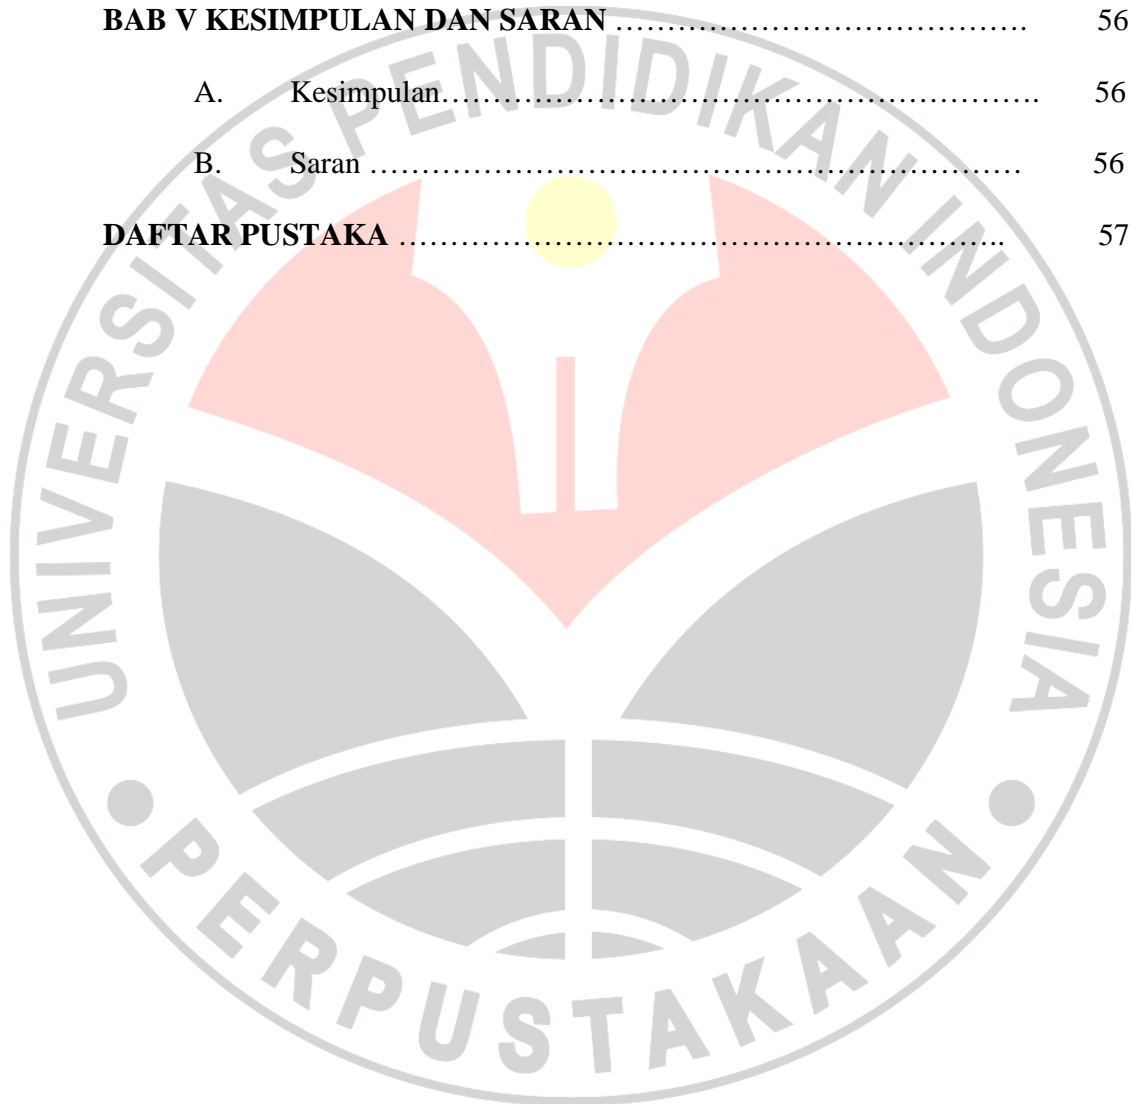 BAB V KESIMPULAN DAN SARAN …………………………………. 56
A. Kesimpulan…………………………………………………. 56
B. Saran ……………………………………………………… 56
DAFTAR PUSTAKA ………………………………………………….. 57
UNIVERSITAS PENDIDIKAN INDONESIA
PERPUSTAKAAN